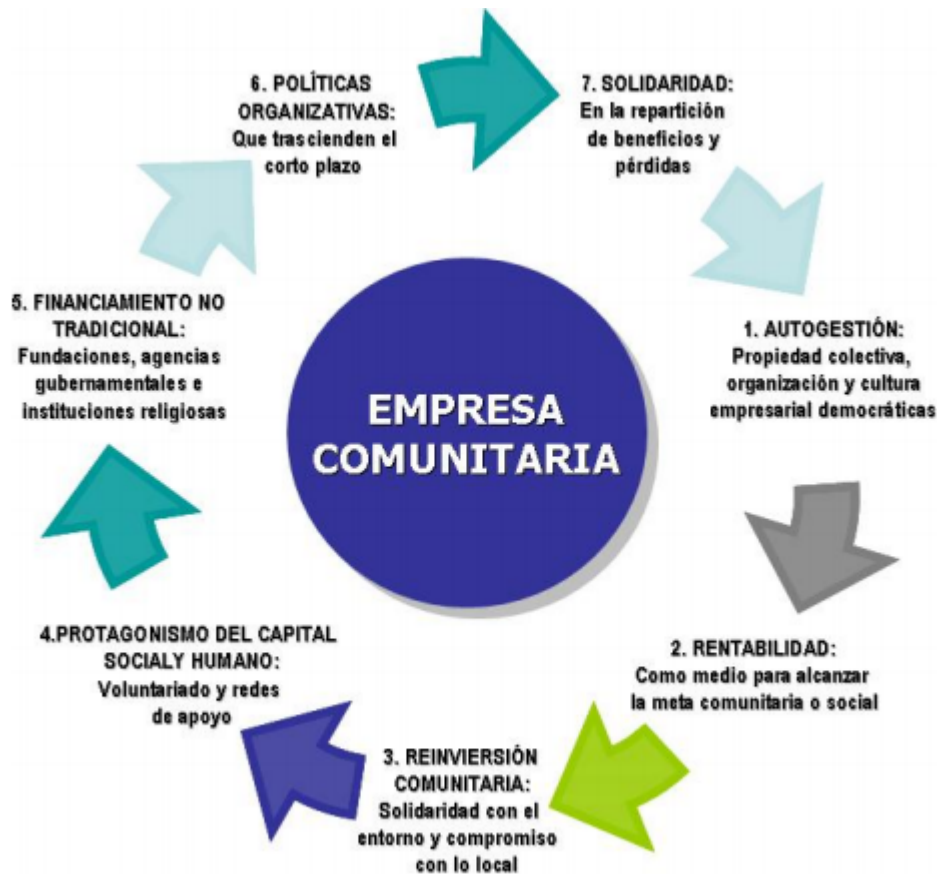 6. POLÍTICAS
ORGANIZATIVAS:
Que trascienden el
corto plazo
7. SOLIDARIDAD:
En la repartición
de beneficios y
pérdidas
5. FINANCIAMIENTO NO
TRADICIONAL:
Fundaciones, agencias
gubernamentales e
instituciones religiosas
1. AUTOGESTIÓN:
Propiedad colectiva,
organización y cultura
empresarial democráticas
EMPRESA
COMUNITARIA
4.PROTAGONISMO DEL CAPITAL
SOCIALY HUMANO:
Voluntariado y redes
de apoyo
2. RENTABILIDAD:
Como medio para alcanzar
la meta comunitaria o social
3. REINVIERSIÓN
COMUNITARIA:
Solidaridad con el
entorno y compromiso
con lo local